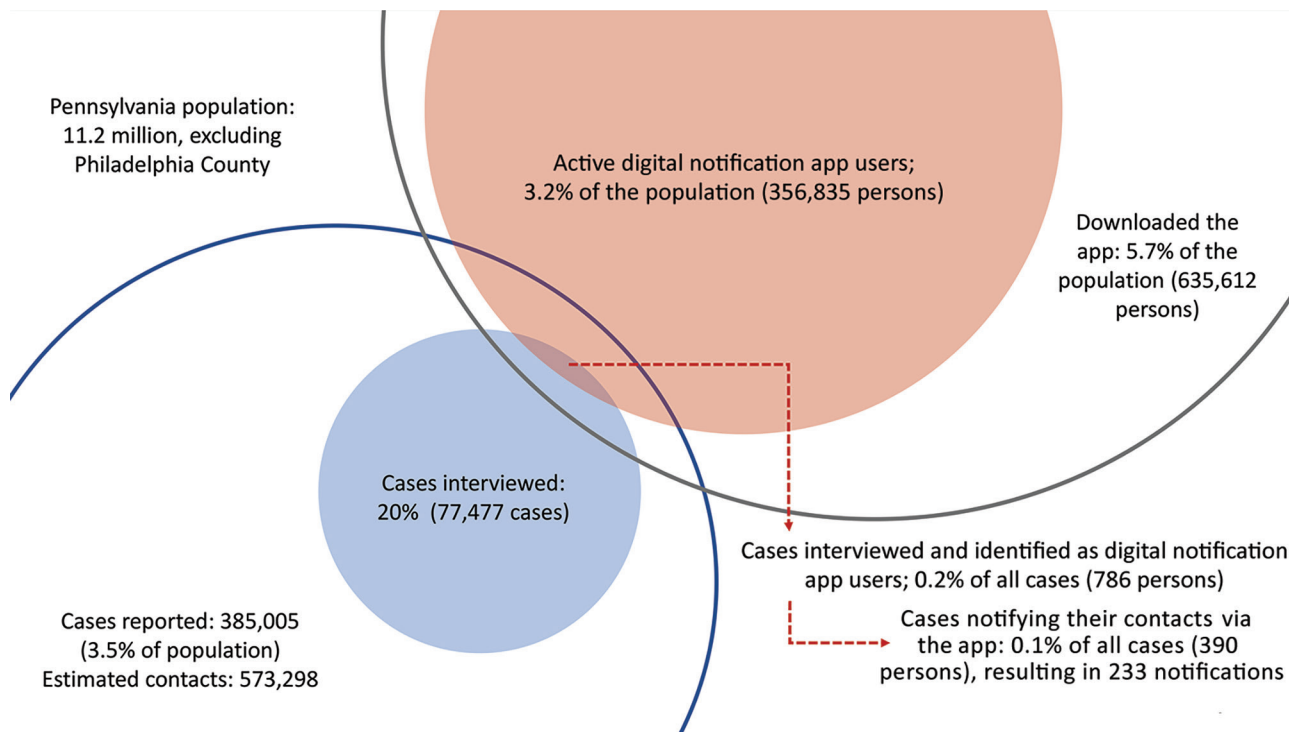 Pennsylvania population:
11.2 million, excluding
Philadelphia County
Active digital notification app users;
3.2% of the population (356,835 persons)
Downloaded the
app: 5.7% of the
population (635,612
persons)
Cases interviewed:
20% (77,477 cases)
Cases interviewed and identified as digital notification
app users; 0.2% of all cases (786 persons)
Cases reported: 385,005
(3.5% of population)
Estimated contacts: 573,298
Cases notifying their contacts via
the app: 0.1% of all cases (390
persons), resulting in 233 notifications